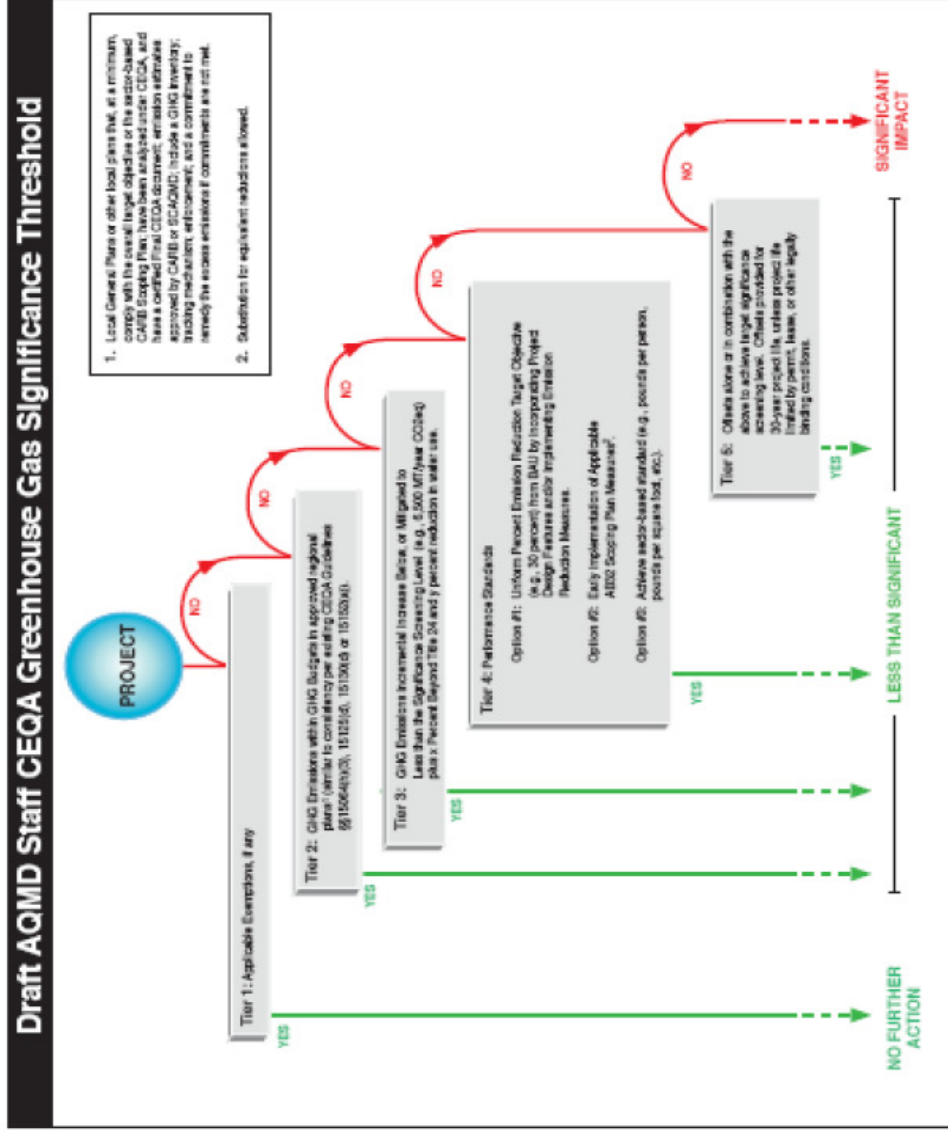 Draft AQMD Staff CEQA Greenhouse Gas Significance Threshold
PROJECT
1. Local General Plans or other local plans that, at a minimum,
comply with the overall target objective or the sector-based
CARB Scoping Plan; have been analyzed under CEQA, and
have a certified Final CEQA document; emission estimates
approved by CARB or SCAQMD; include a GHG inventory;
tracking mechanism; enforcement; and a commitment to
remedy the excess emissions if commitments are not met.
2. Substitution for equivalent reductions allowed.
NO
Tier 1: Applicable Exemptions, if any
YES
NO
Tier 2: GHG Emissions within GHG Budgets in approved regional
plans¹ (similar to consistency per existing CEQA Guidelines
§§15064(h)(3), 15125(d), 15130(d) or 15152(a)).
YES
NO
Tier 3: GHG Emissions Incremental Increase Below, or Mitigated to
Less than the Significance Screening Level (e.g., 6,500 MT/year CO2eq)
plus x Percent Beyond Title 24 and y percent reduction in water use.
YES
NO
Tier 4: Performance Standards
Option #1: Uniform Percent Emission Reduction Target Objective
(e.g., 30 percent) from BAU by Incorporating Project
Design Features and/or Implementing Emission
Reduction Measures.
Option #2: Early Implementation of Applicable
AB32 Scoping Plan Measures².
Option #3: Achieve sector-based standard (e.g., pounds per person,
pounds per square foot, etc.).
YES
NO
Tier 5: Offsets alone or in combination with the
above to achieve target significance
screening level. Offsets provided for
30-year project life, unless project life
limited by permit, lease, or other legally
binding conditions.
YES
NO FURTHER
ACTION
LESS THAN SIGNIFICANT
SIGNIFICANT
IMPACT